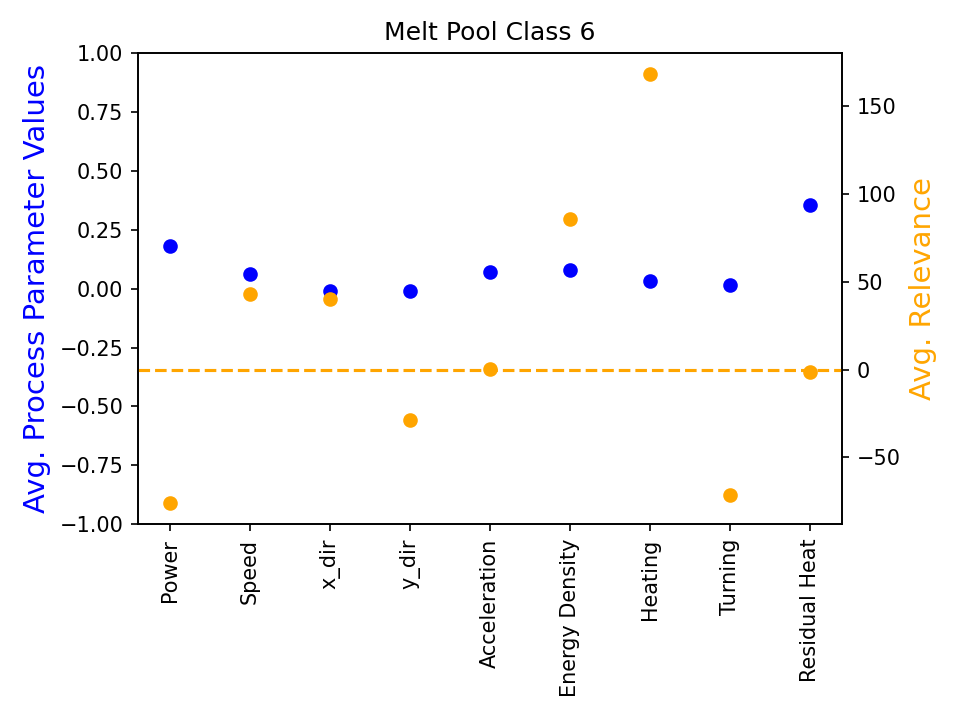 Melt Pool Class 6
Avg. Process Parameter Values
1.00
0.75
0.50
0.25
0.00
−0.25
−0.50
−0.75
−1.00
150
100
50
0
−50
Avg. Relevance
Power
Speed
x_dir
y_dir
Acceleration
Energy Density
Heating
Turning
Residual Heat